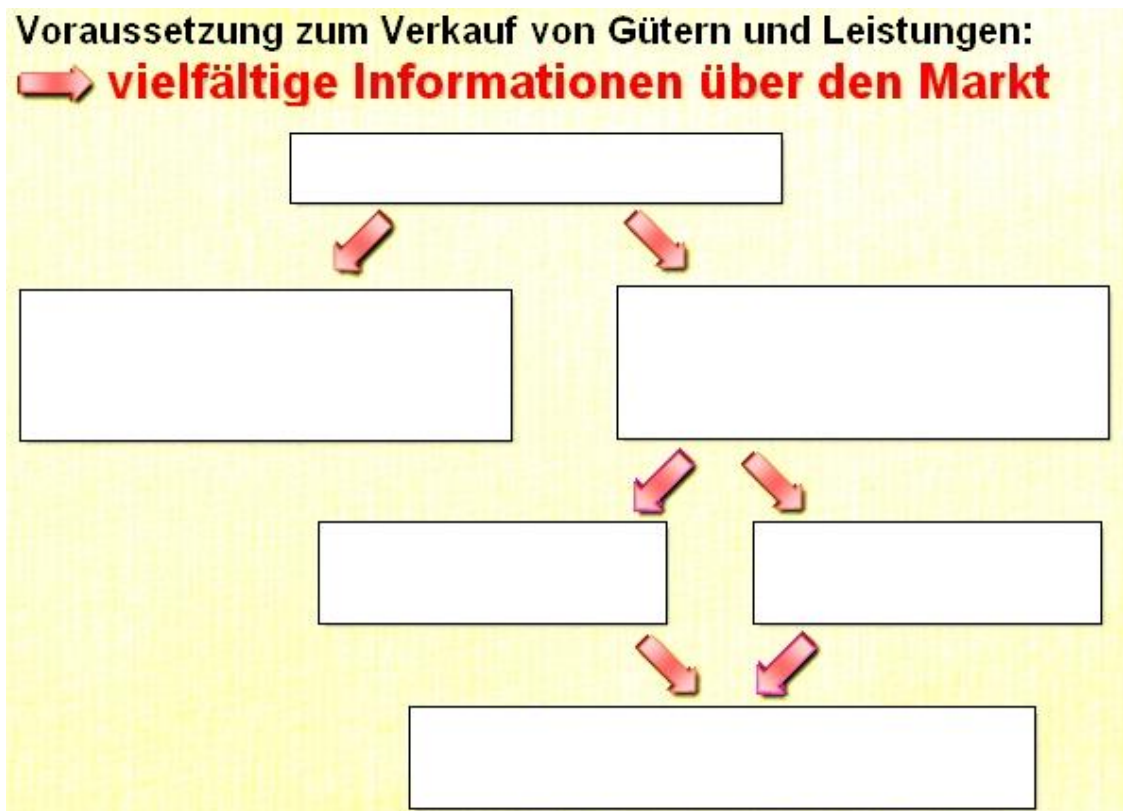 Voraussetzung zum Verkauf von Gütern und Leistungen:
vielfältige Informationen über den Markt